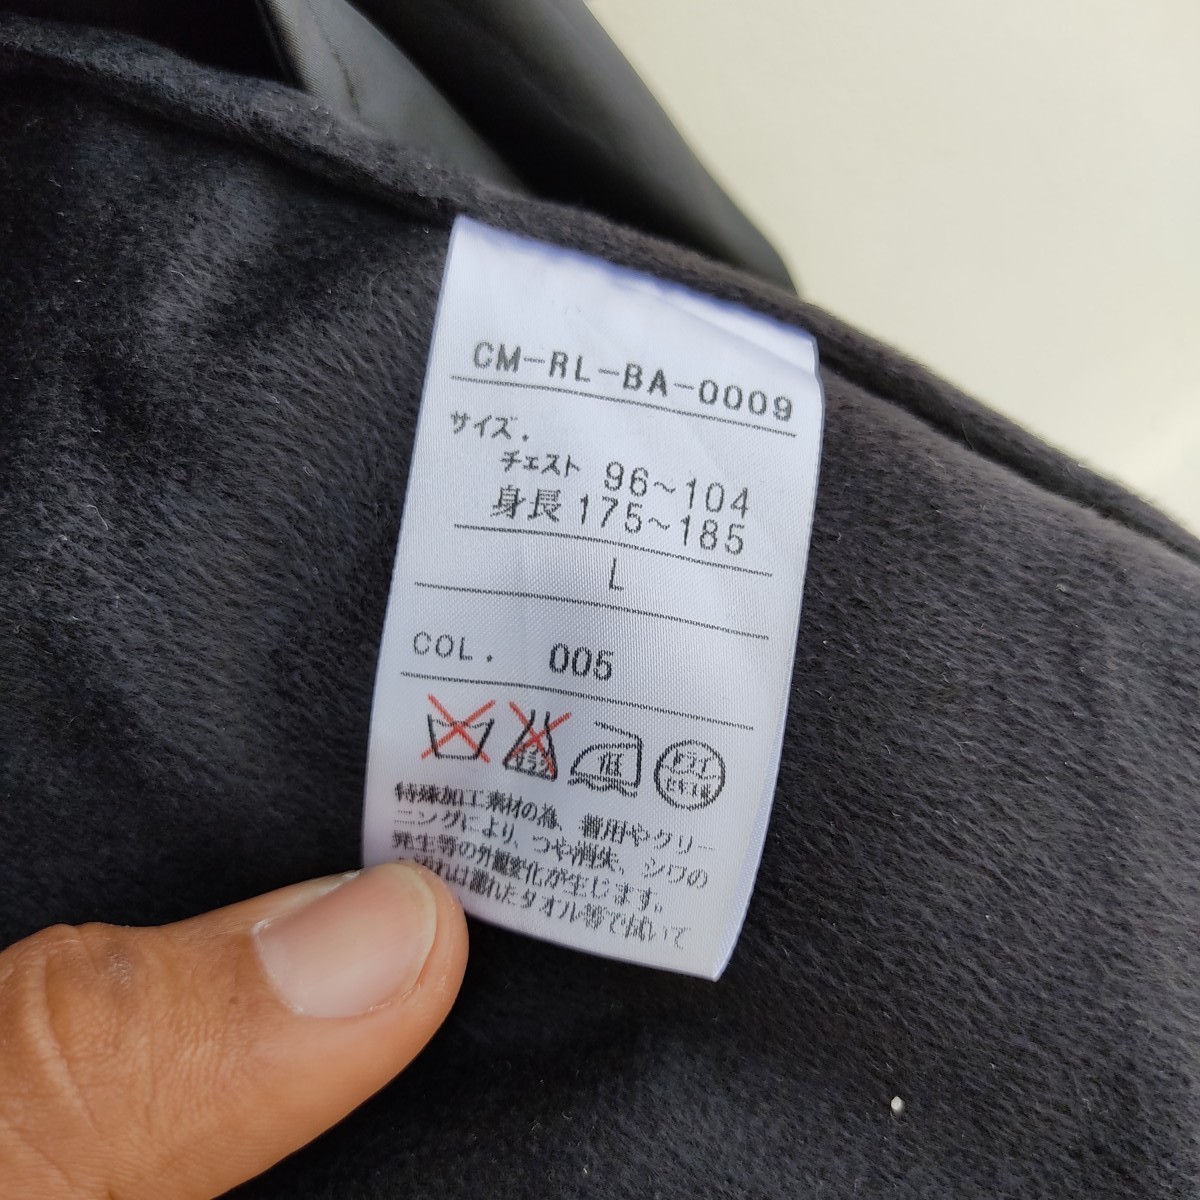 CM-RL-BA-0009
サイズ.
チェスト 96~104
身長 175~185
L
COL. 005
低
ドライ
セキユ系
特殊加工素材の為、着用やクリー
ニングにより、つや消失、シワの
発生等の外観変化が生じます。
汚れは濡れたタオル等で拭いて